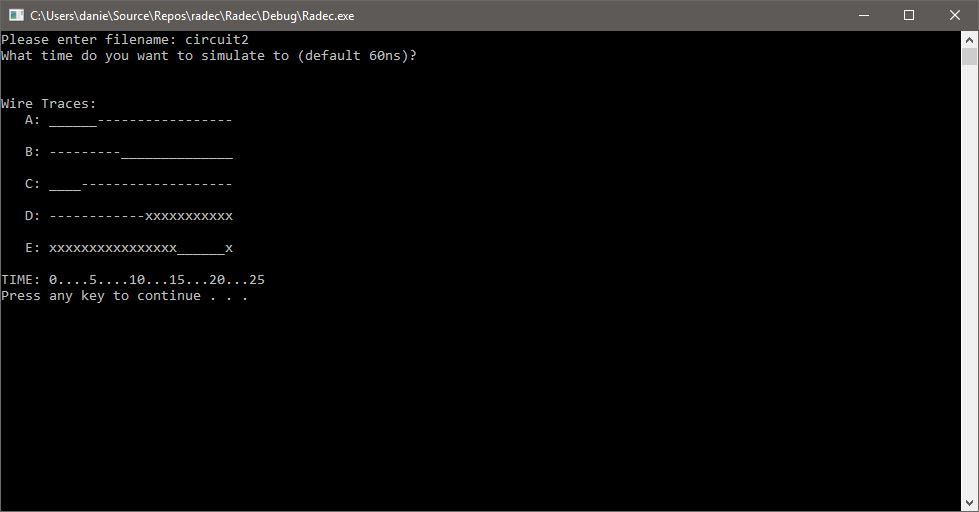 C:\Users\danie\Source\Repos\radec\Radec\Debug\Radec.exe
Please enter filename: circuit2
What time do you want to simulate to (default 60ns)?
Wire Traces:
A: ______-----------------
B: ---------______________
C: ____-------------------
D: ------------xxxxxxxxxxx
E: xxxxxxxxxxxxxxxx______x
TIME: 0....5....10...15...20...25
Press any key to continue . . .